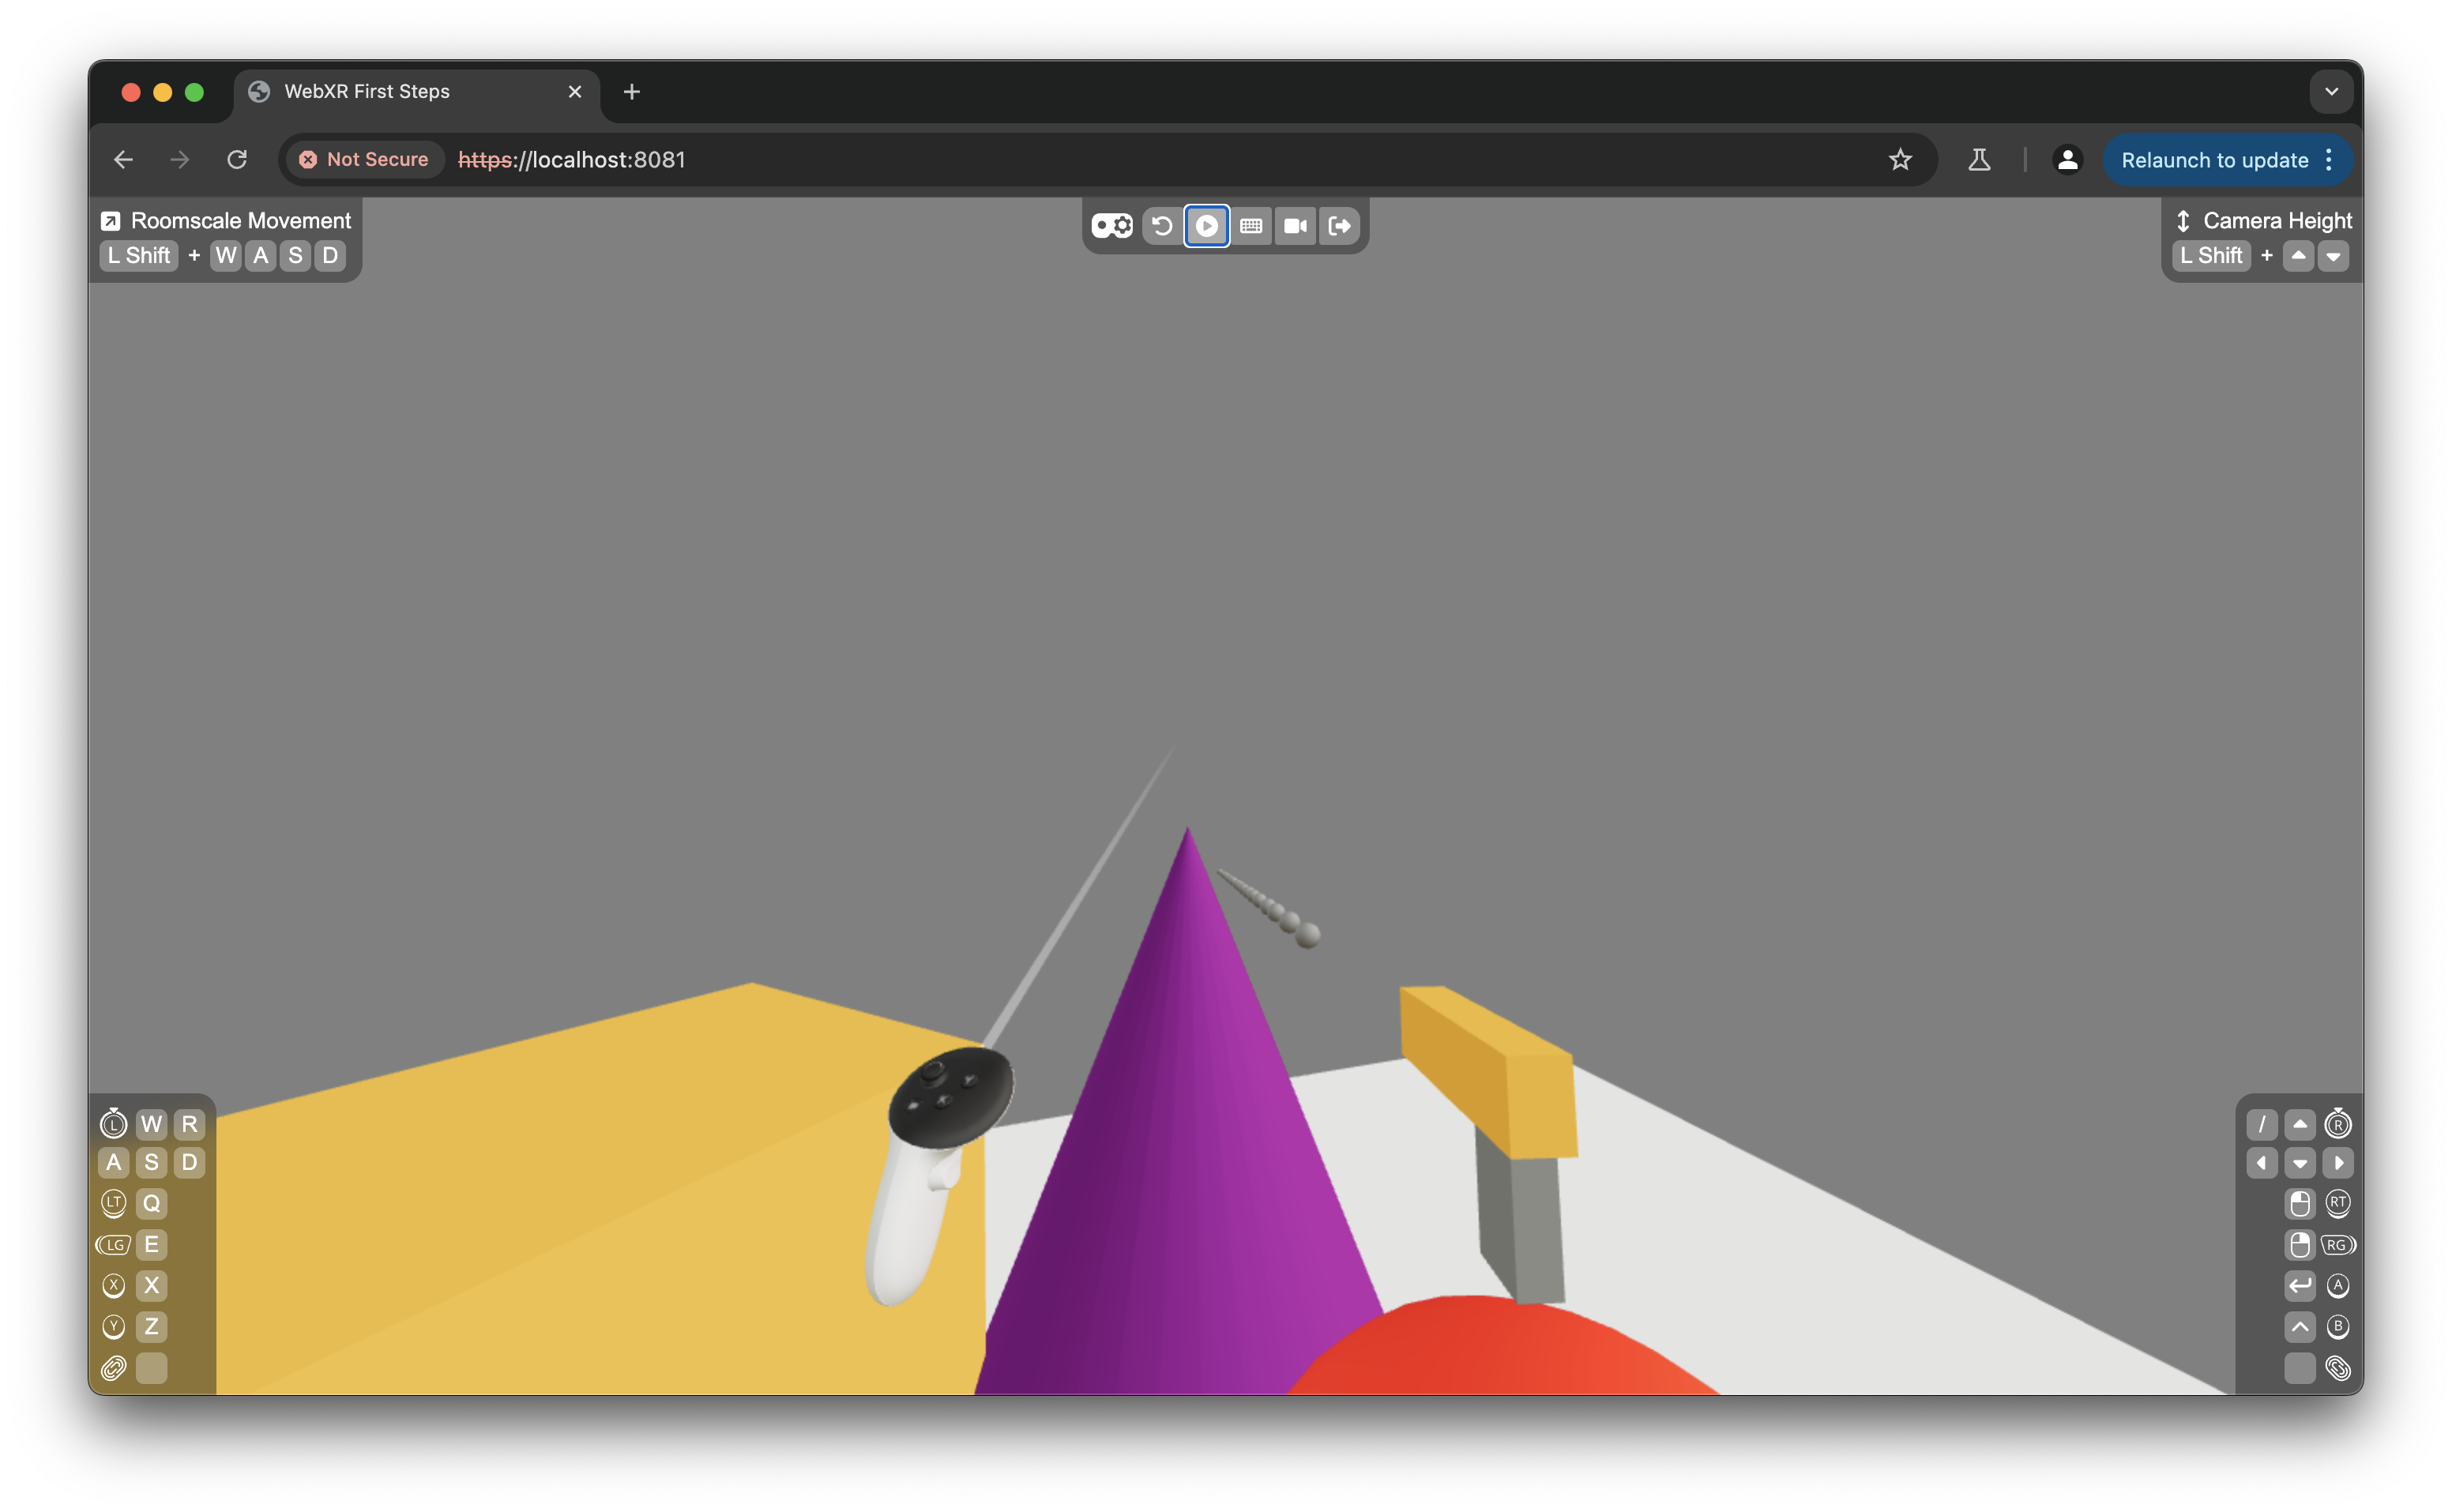 WebXR First Steps
Not Secure https://localhost:8081
Relaunch to update
Roomscale Movement
L Shift + W A S D
Camera Height
L Shift +
L W R
A S D
LT Q
LG E
X X
Y Z
/ R
RT
RG
A
B
Y
X